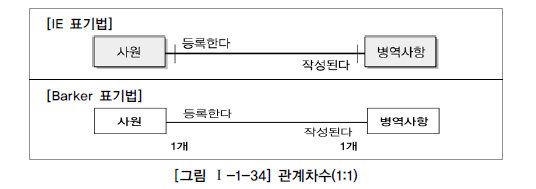 [IE 표기법]
등록한다
사원
병역사항
작성된다
[Barker 표기법]
등록한다
사원
병역사항
작성된다
1개
1개
[그림 Ⅰ-1-34] 관계차수(1:1)